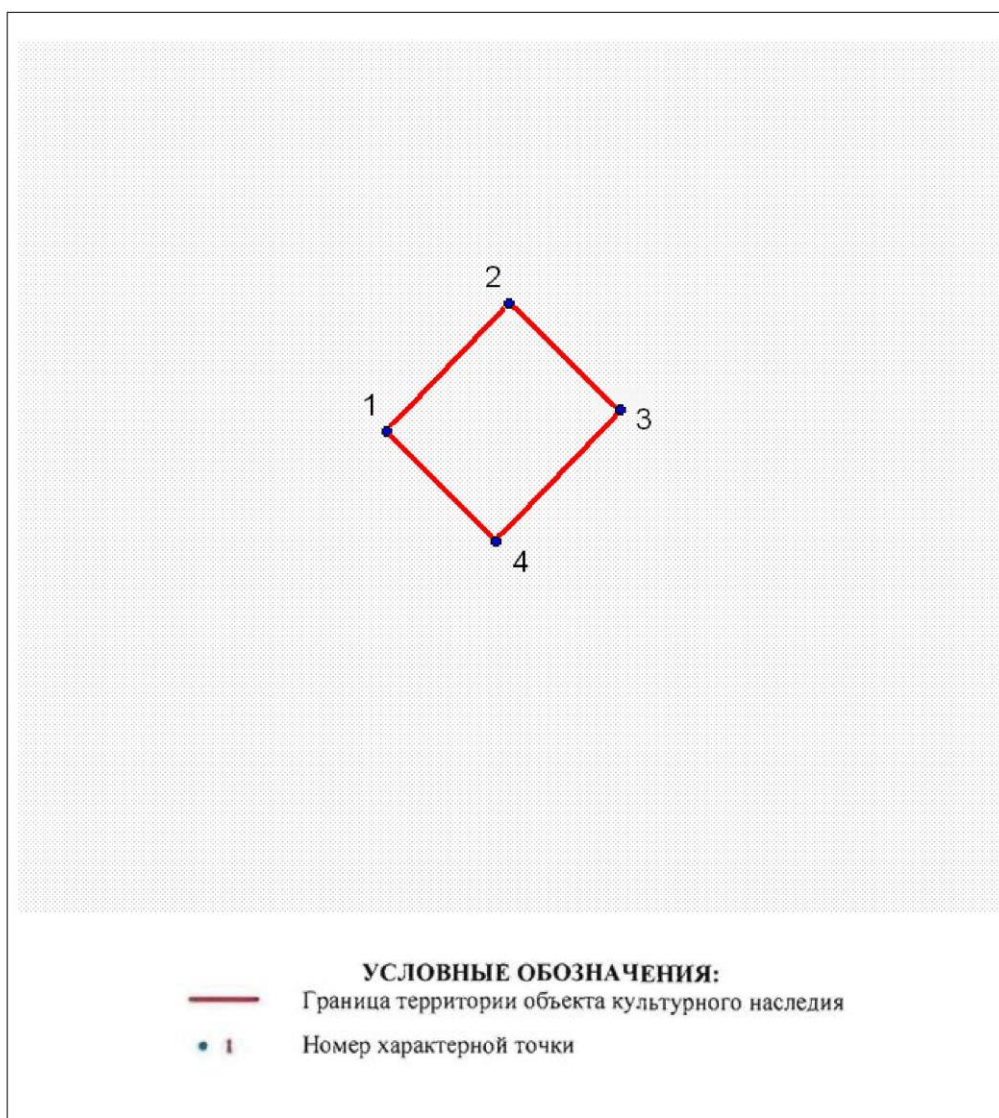 2
1
3
4
УСЛОВНЫЕ ОБОЗНАЧЕНИЯ:
Граница территории объекта культурного наследия
1 Номер характерной точки